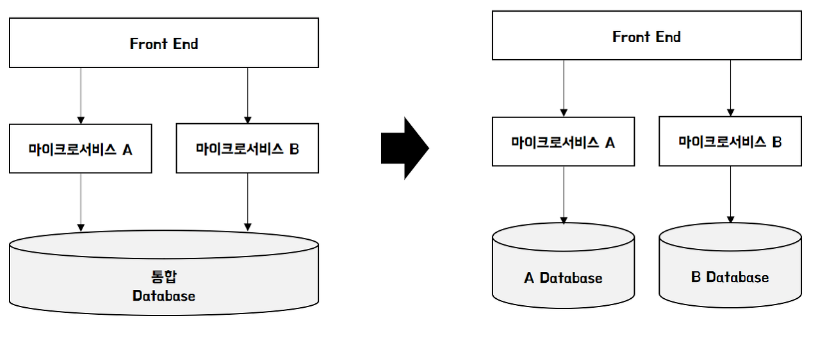 Front End
마이크로서비스 A
마이크로서비스 B
통합
Database
Front End
마이크로서비스 A
마이크로서비스 B
A Database
B Database